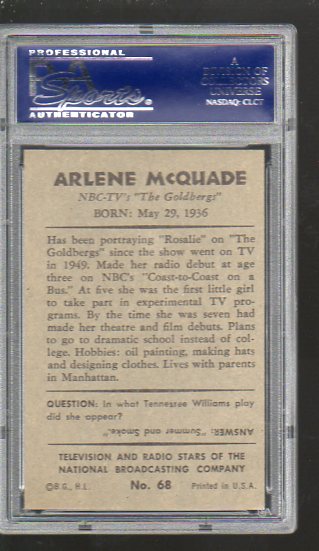 PROFESSIONAL
PSA
Sports
AUTHENTICATOR
A
DIVISION OF
COLLECTORS
UNIVERSE
NASDAQ: CLCT
ARLENE McQUADE
NBC-TV's "The Goldbergs"
BORN: May 29, 1936
Has been portraying "Rosalie" on "The
Goldbergs" since the show went on TV
in 1949. Made her radio debut at age
three on NBC's "Coast-to-Coast on a
Bus." At five she was the first little girl
to take part in experimental TV pro-
grams. By the time she was seven had
made her theatre and film debuts. Plans
to go to dramatic school instead of col-
lege. Hobbies: oil painting, making hats
and designing clothes. Lives with parents
in Manhattan.
QUESTION: In what Tennessee Williams play
did she appear?
ANSWER: "Summer and Smoke."
TELEVISION AND RADIO STARS OF THE
NATIONAL BROADCASTING COMPANY
©B.G., H.L. No. 68 Printed in U.S.A.